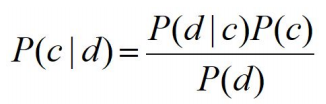 P(c|d) = P(d|c)P(c) / P(d)